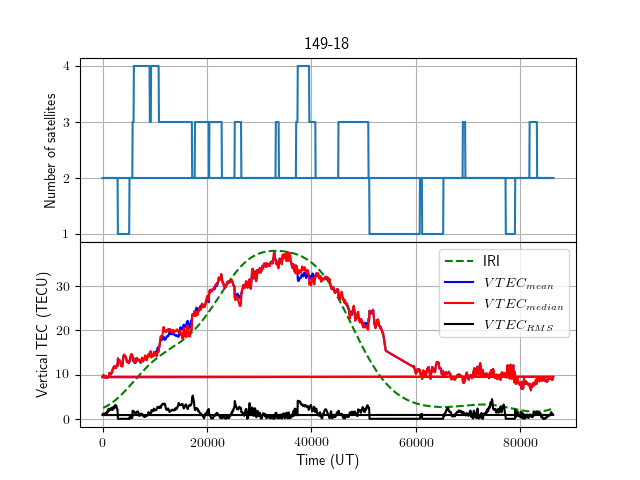 149-18
Number of satellites
4
3
2
1
Vertical TEC (TECU)
30
20
10
0
IRI
VTEC_mean
VTEC_median
VTEC_RMS
0 20000 40000 60000 80000
Time (UT)